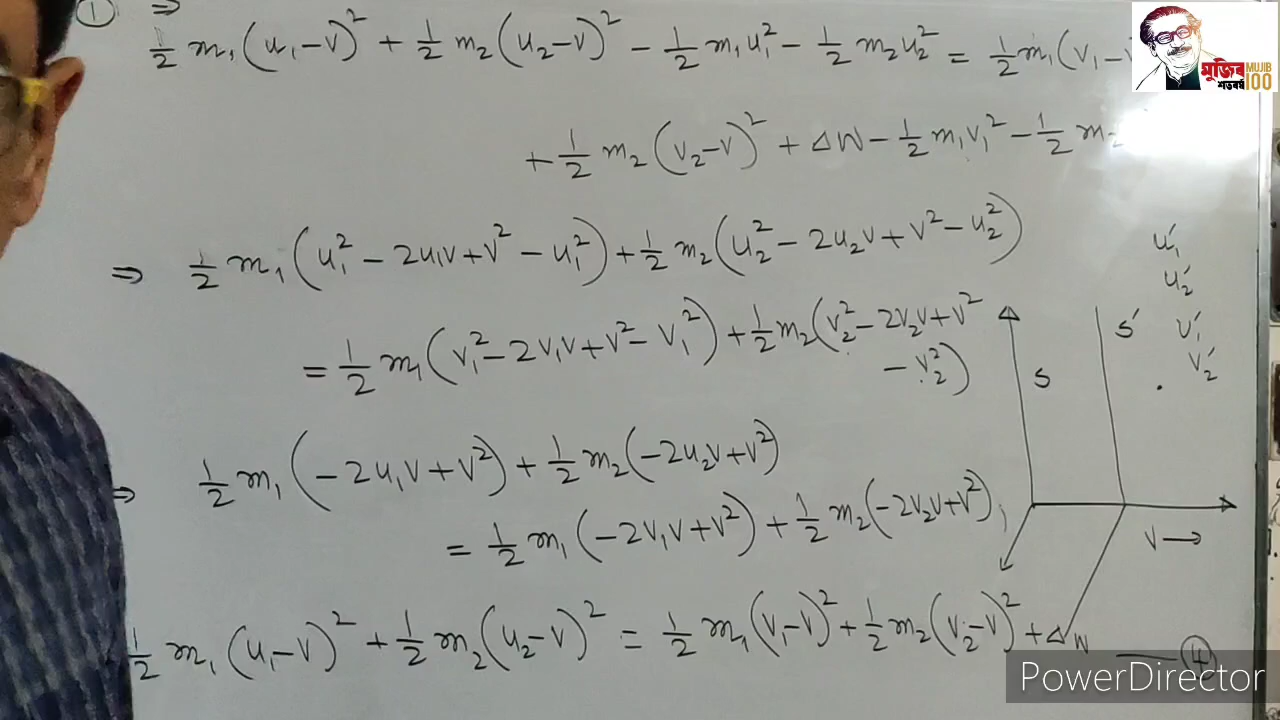 ① ⇒
½ m₁(u₁-v)² + ½ m₂(u₂-v)² - ½ m₁u₁² - ½ m₂u₂² = ½ m₁(v₁-v
+ ½ m₂(v₂-v)² + ΔW - ½ m₁v₁² - ½ m₂
⇒ ½ m₁(u₁² - 2u₁v + v² - u₁²) + ½ m₂(u₂² - 2u₂v + v² - u₂²)
= ½ m₁(v₁² - 2v₁v + v² - v₁²) + ½ m₂(v₂² - 2v₂v + v²
- v₂²)
⇒ ½ m₁(-2u₁v + v²) + ½ m₂(-2u₂v + v²)
= ½ m₁(-2v₁v + v²) + ½ m₂(-2v₂v + v²)
½ m₁(u₁-v)² + ½ m₂(u₂-v)² = ½ m₁(v₁-v)² + ½ m₂(v₂-v)² + ΔW — ④
u₁′
u₂′
v₁′
v₂′
S
S′
v →
মুজিব MUJIB
শতবর্ষ 100
PowerDirector